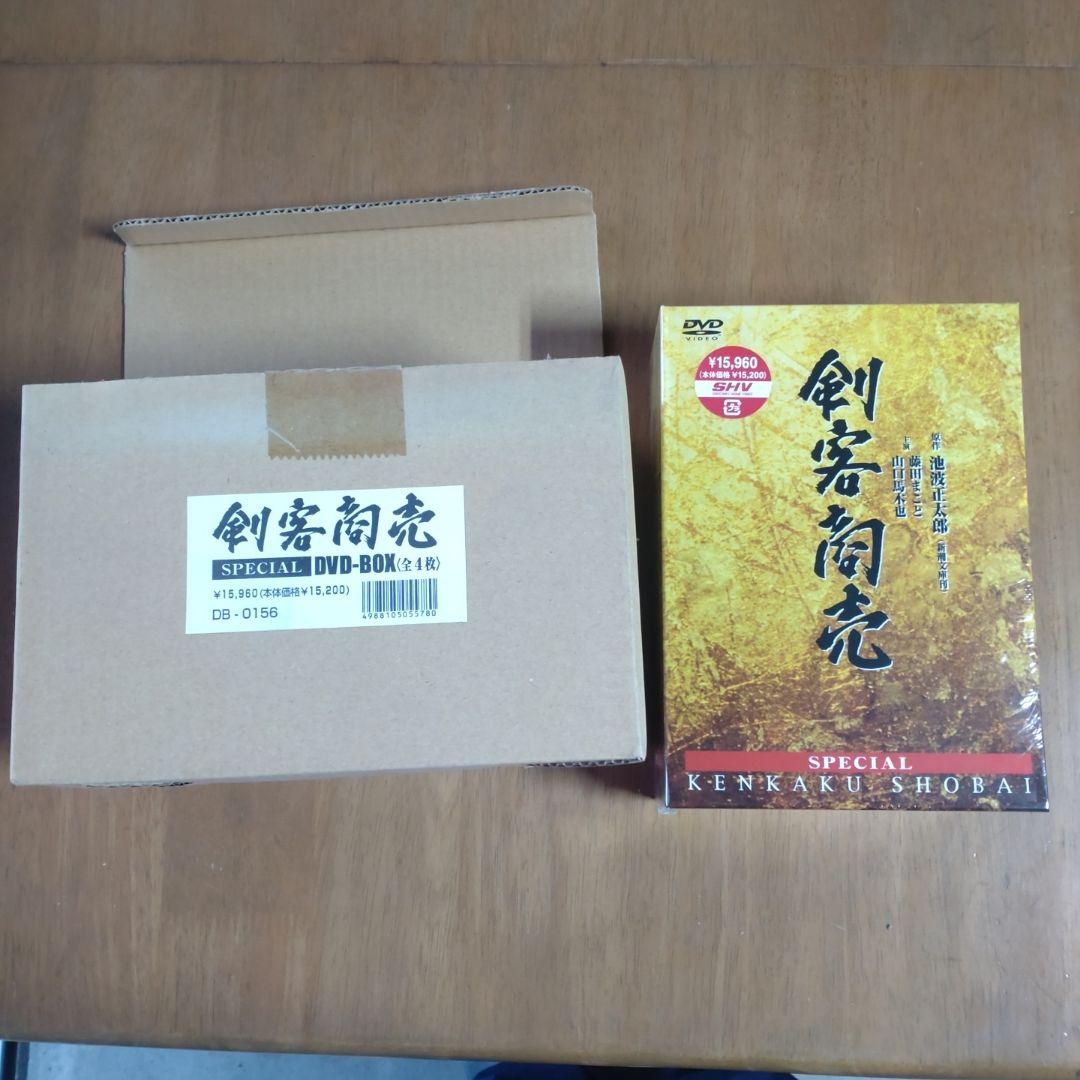 剣客商売
SPECIAL DVD-BOX〈全4枚〉
¥15,960(本体価格¥15,200)
DB-0156
4988105055780
DVD
VIDEO
¥15,960
(本体価格 ¥15,200)
SHV
剣客商売
原作 池波正太郎(新潮文庫刊)
主演 藤田まこと
山口馬木也
SPECIAL
KENKAKU SHOBAI